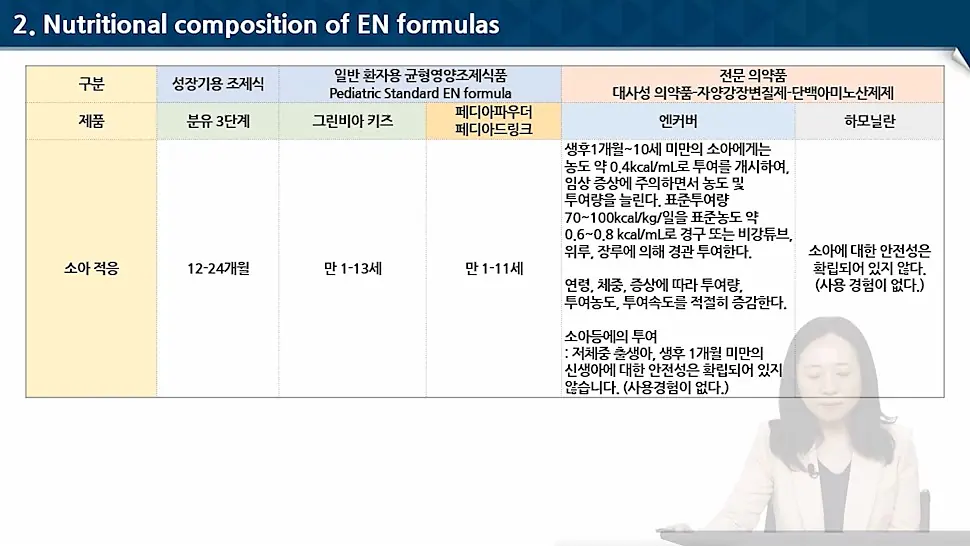 2. Nutritional composition of EN formulas
구분
성장기용 조제식
일반 환자용 균형영양조제식품
Pediatric Standard EN formula
전문 의약품
대사성 의약품-자양강장변질제-단백아미노산제제
제품
분유 3단계
그린비아 키즈
페디아파우더
페디아드링크
엔커버
하모닐란
소아 적응
12-24개월
만 1-13세
만 1-11세
생후1개월~10세 미만의 소아에게는
농도 약 0.4kcal/mL로 투여를 개시하여,
임상 증상에 주의하면서 농도 및
투여량을 늘린다. 표준투여량
70~100kcal/kg/일을 표준농도 약
0.6~0.8 kcal/mL로 경구 또는 비강튜브,
위루, 장루에 의해 경관 투여한다.
연령, 체중, 증상에 따라 투여량,
투여농도, 투여속도를 적절히 증감한다.
소아등에의 투여
: 저체중 출생아, 생후 1개월 미만의
신생아에 대한 안전성은 확립되어 있지
않습니다. (사용경험이 없다.)
소아에 대한 안전성은
확립되어 있지 않다.
(사용 경험이 없다.)